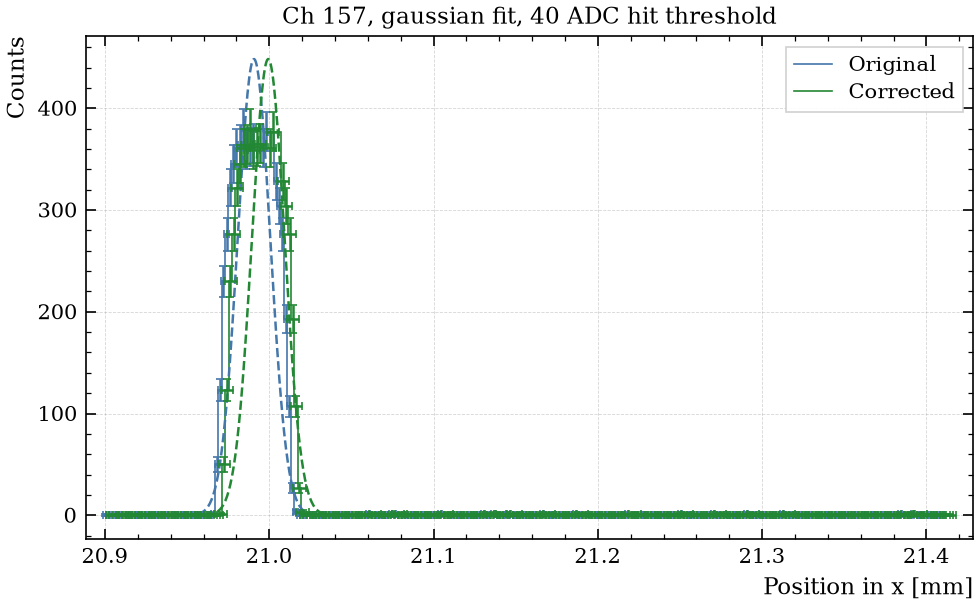 Ch 157, gaussian fit, 40 ADC hit threshold
Counts
Original
Corrected
400
300
200
100
0
20.9 21.0 21.1 21.2 21.3 21.4
Position in x [mm]